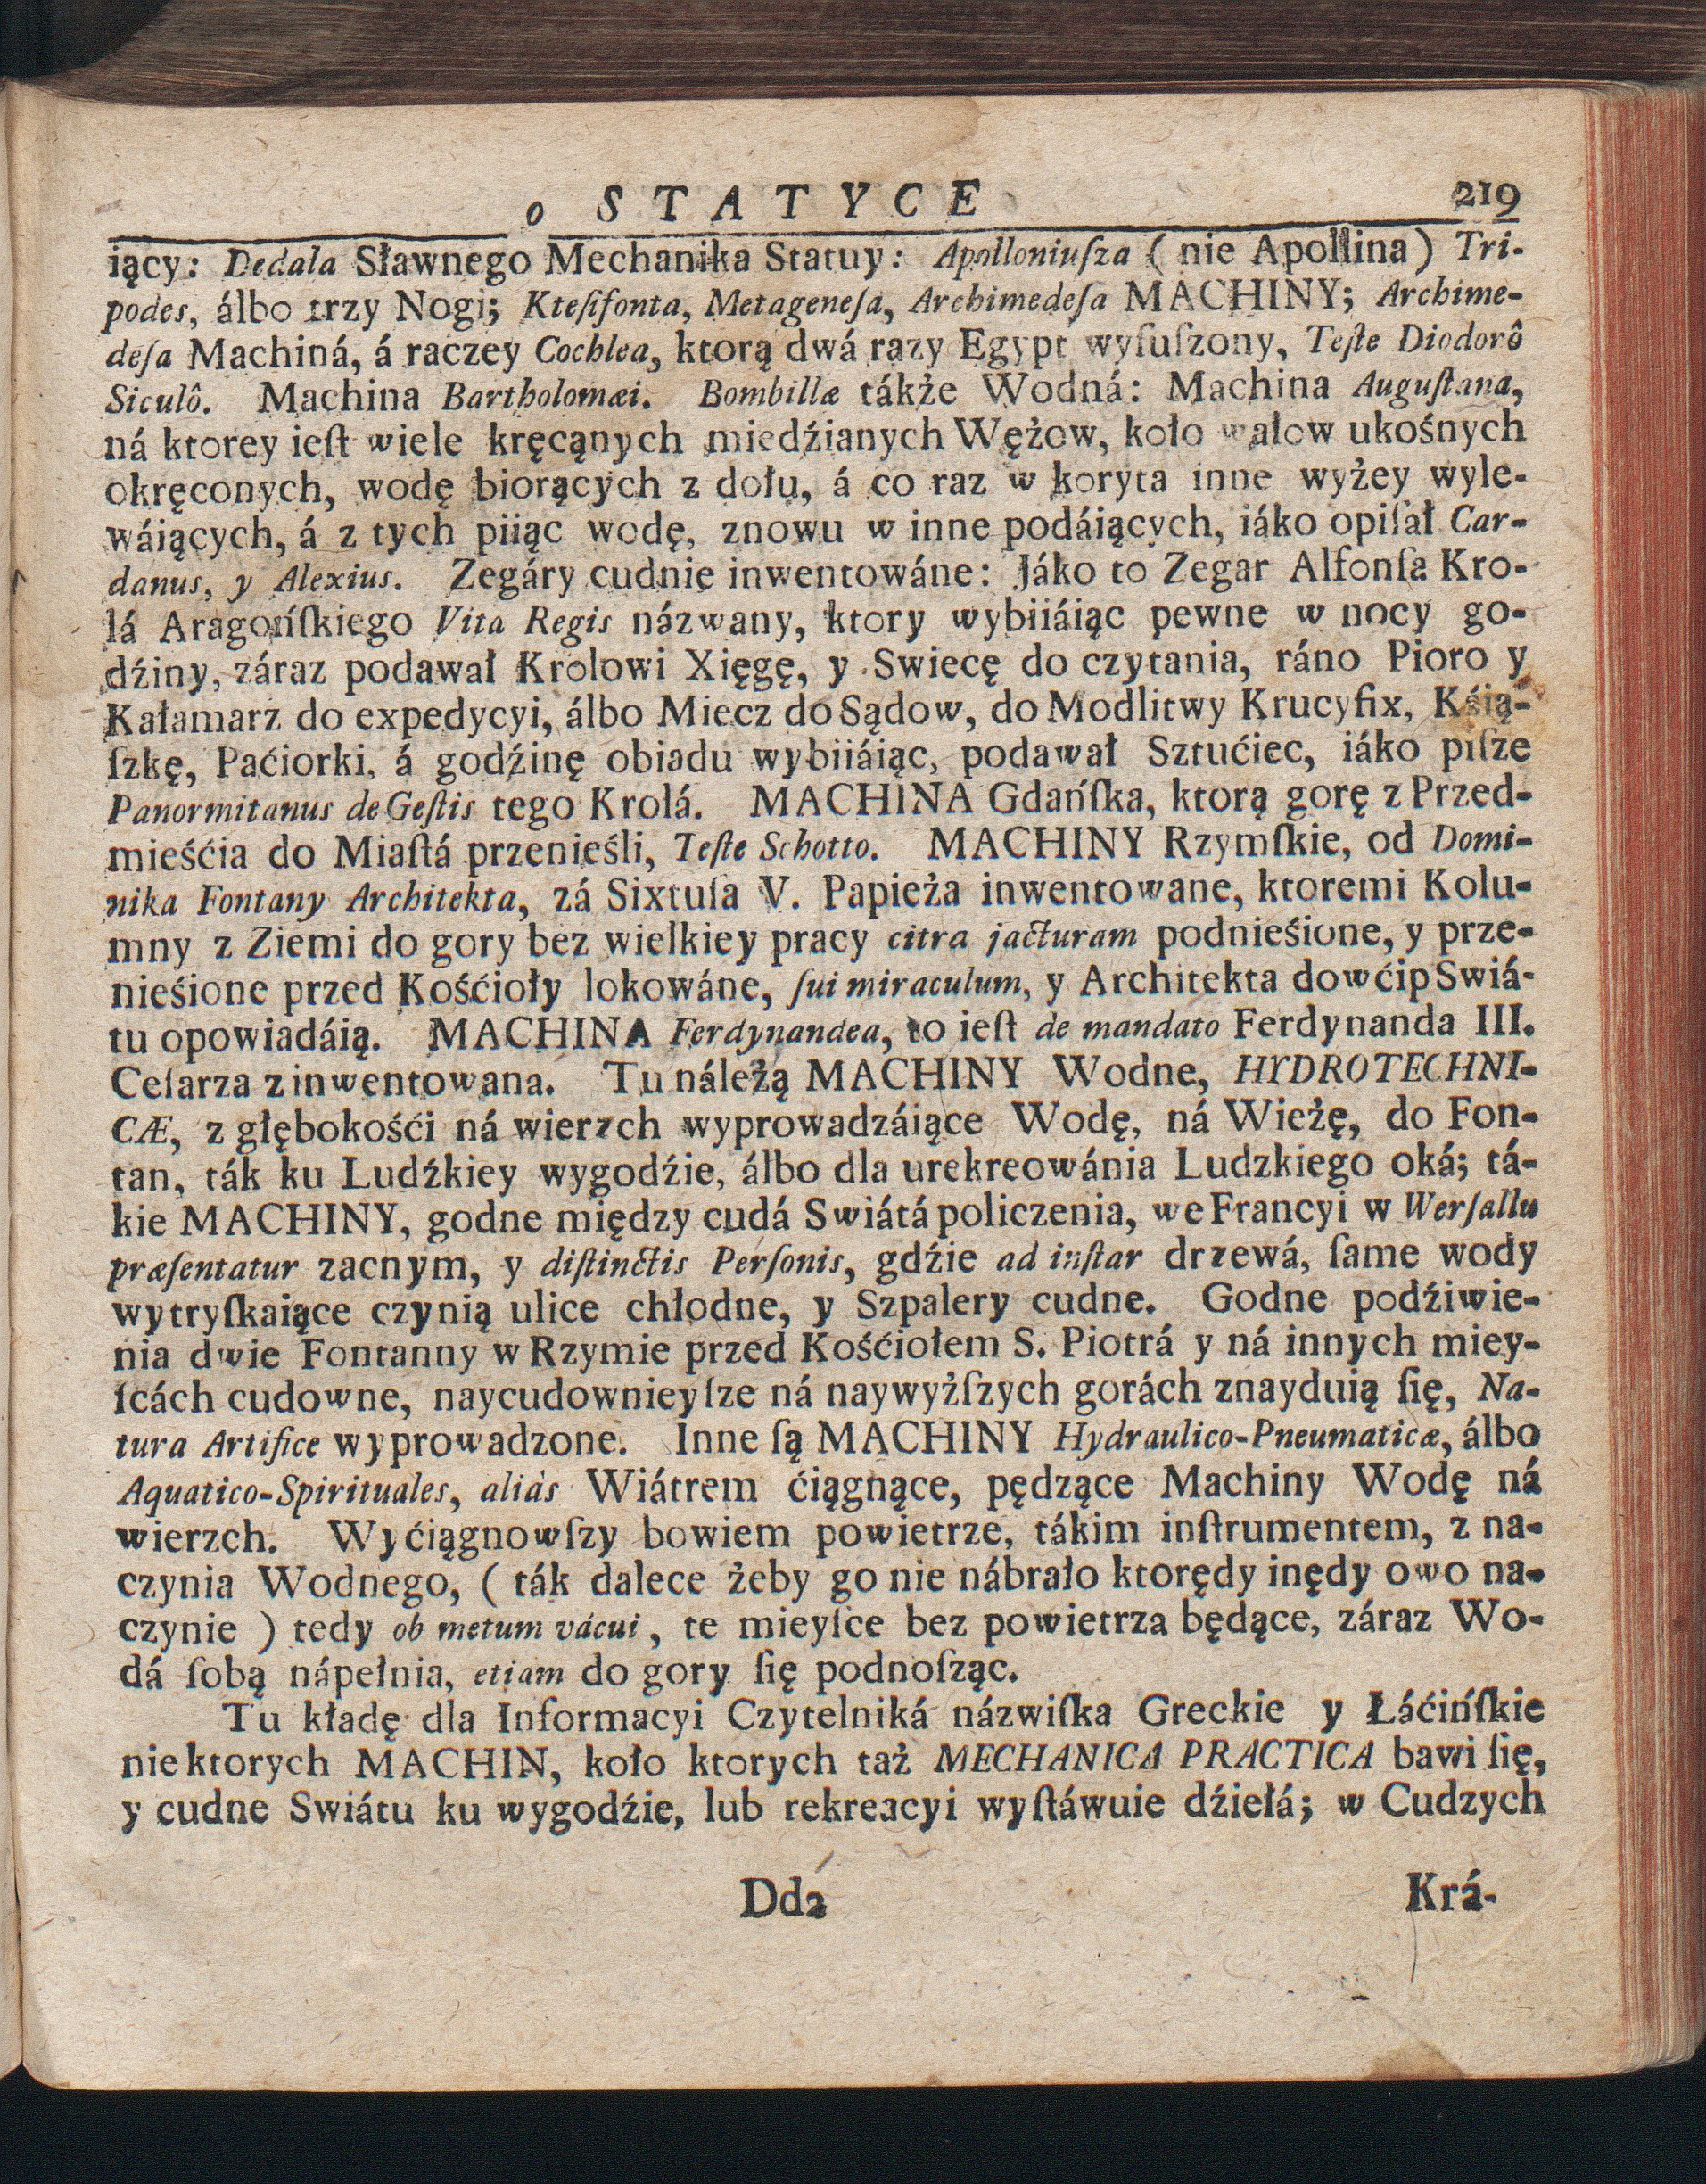 o STATYCE 219
iący: Dedala Sławnego Mechanika Statuy: Apolloniuſza ( nie Apollina) Tri-
podes, álbo trzy Nogi; Kteſifonta, Metageneſa, Archimedeſa MACHINY; Archime-
deſa Machiná, á raczey Cochlea, ktorą dwá razy Egypt wyſuſzony, Teſte Diodorô
Siculô. Machina Bartholomæi. Bombillæ tákże Wodná: Machina Auguſtana,
ná ktorey ieſt wiele kręcąnych miedźianych Wężow, koło wałow ukośnych
okręconych, wodę biorących z dołu, á co raz w koryta inne wyżey wyle-
wáiących, á z tych piiąc wodę, znowu w inne podáiących, iáko opiſał Car-
danus, y Alexius. Zegáry cudnie inwentowáne: Jáko to Zegar Alfonſa Kro-
lá Aragońſkiego Vita Regis názwany, ktory wybiiáiąc pewne w nocy go-
dźiny, záraz podawał Krolowi Xięgę, y Swiecę do czytania, ráno Pioro y
Kałamarz do expedycyi, álbo Miecz do Sądow, do Modlitwy Krucyfix, Kśią-
ſzkę, Paćiorki, á godźinę obiadu wybiiáiąc, podawał Sztućiec, iáko piſze
Panormitanus de Geſtis tego Krolá. MACHINA Gdańſka, ktorą gorę z Przed-
mieśćia do Miaſtá przenieśli, Teſte Schotto. MACHINY Rzymſkie, od Domi-
nika Fontany Architekta, zá Sixtuſa V. Papieża inwentowane, ktoremi Kolu-
mny z Ziemi do gory bez wielkiey pracy citra jacturam podnieśione, y prze-
nieśione przed Kośćioły lokowáne, ſui miraculum, y Architekta dowćip Swiá-
tu opowiadáią. MACHINA Ferdynandea, to ieſt de mandato Ferdynanda III.
Ceſarza zinwentowana. Tu náleżą MACHINY Wodne, HYDROTECHNI-
CÆ, z głębokośći ná wierzch wyprowadzáiące Wodę, ná Wieżę, do Fon-
tan, ták ku Ludźkiey wygodźie, álbo dla urekreowánia Ludzkiego oká; tá-
kie MACHINY, godne między cudá Swiátá policzenia, we Francyi w Werſallu
præſentatur zacnym, y diſtinctis Perſonis, gdźie ad inſtar drzewá, ſame wody
wytryſkaiące czynią ulice chłodne, y Szpalery cudne. Godne podźiwie-
nia dwie Fontanny w Rzymie przed Kośćiołem S. Piotrá y ná innych miey-
ſcách cudowne, naycudownieyſze ná naywyżſzych gorách znayduią ſię, Na-
tura Artifice wyprowadzone. Inne ſą MACHINY Hydraulico-Pneumaticæ, álbo
Aquatico-Spirituales, aliàs Wiátrem ćiągnące, pędzące Machiny Wodę ná
wierzch. Wyćiągnowſzy bowiem powietrze, tákim inſtrumentem, z na-
czynia Wodnego, ( ták dalece żeby go nie nábrało ktorędy inędy owo na-
czynie ) tedy ob metum vácui, te mieyſce bez powietrza będące, záraz Wo-
dá ſobą nápełnia, etiam do gory ſię podnoſząc.
Tu kłádę dla Informacyi Czytelniká názwiſka Greckie y Łáćińſkie
niektorych MACHIN, koło ktorych taż MECHANICA PRACTICA bawi ſię,
y cudne Swiátu ku wygodźie, lub rekreacyi wyſtáwuie dźiełá; w Cudzych
Dd2 Krá-